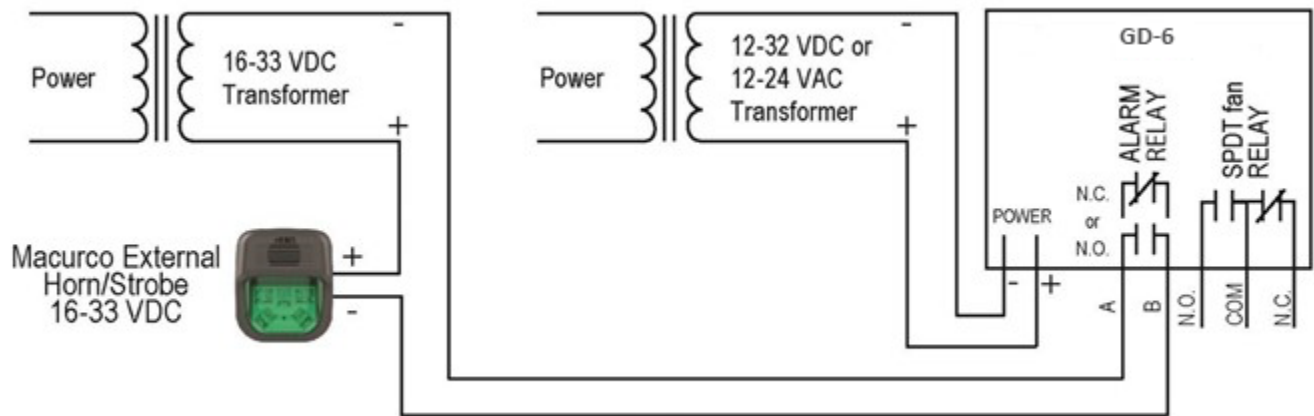 Power
16-33 VDC
Transformer
-
+
Power
12-32 VDC or
12-24 VAC
Transformer
-
+
GD-6
ALARM
RELAY
SPDT fan
RELAY
N.C.
or
N.O.
POWER
-
+
A
B
N.O.
COM
N.C.
Macurco External
Horn/Strobe
16-33 VDC
+
-